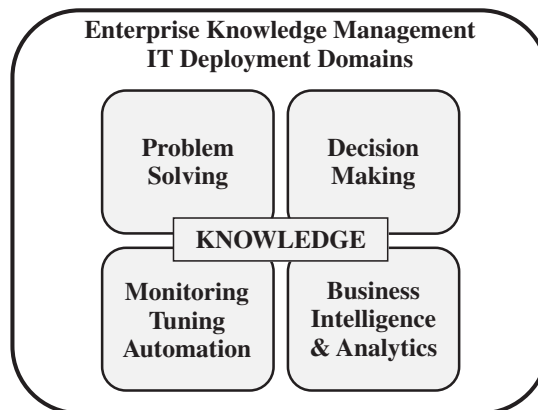 Enterprise Knowledge Management
IT Deployment Domains
Problem
Solving
Decision
Making
KNOWLEDGE
Monitoring
Tuning
Automation
Business
Intelligence
& Analytics